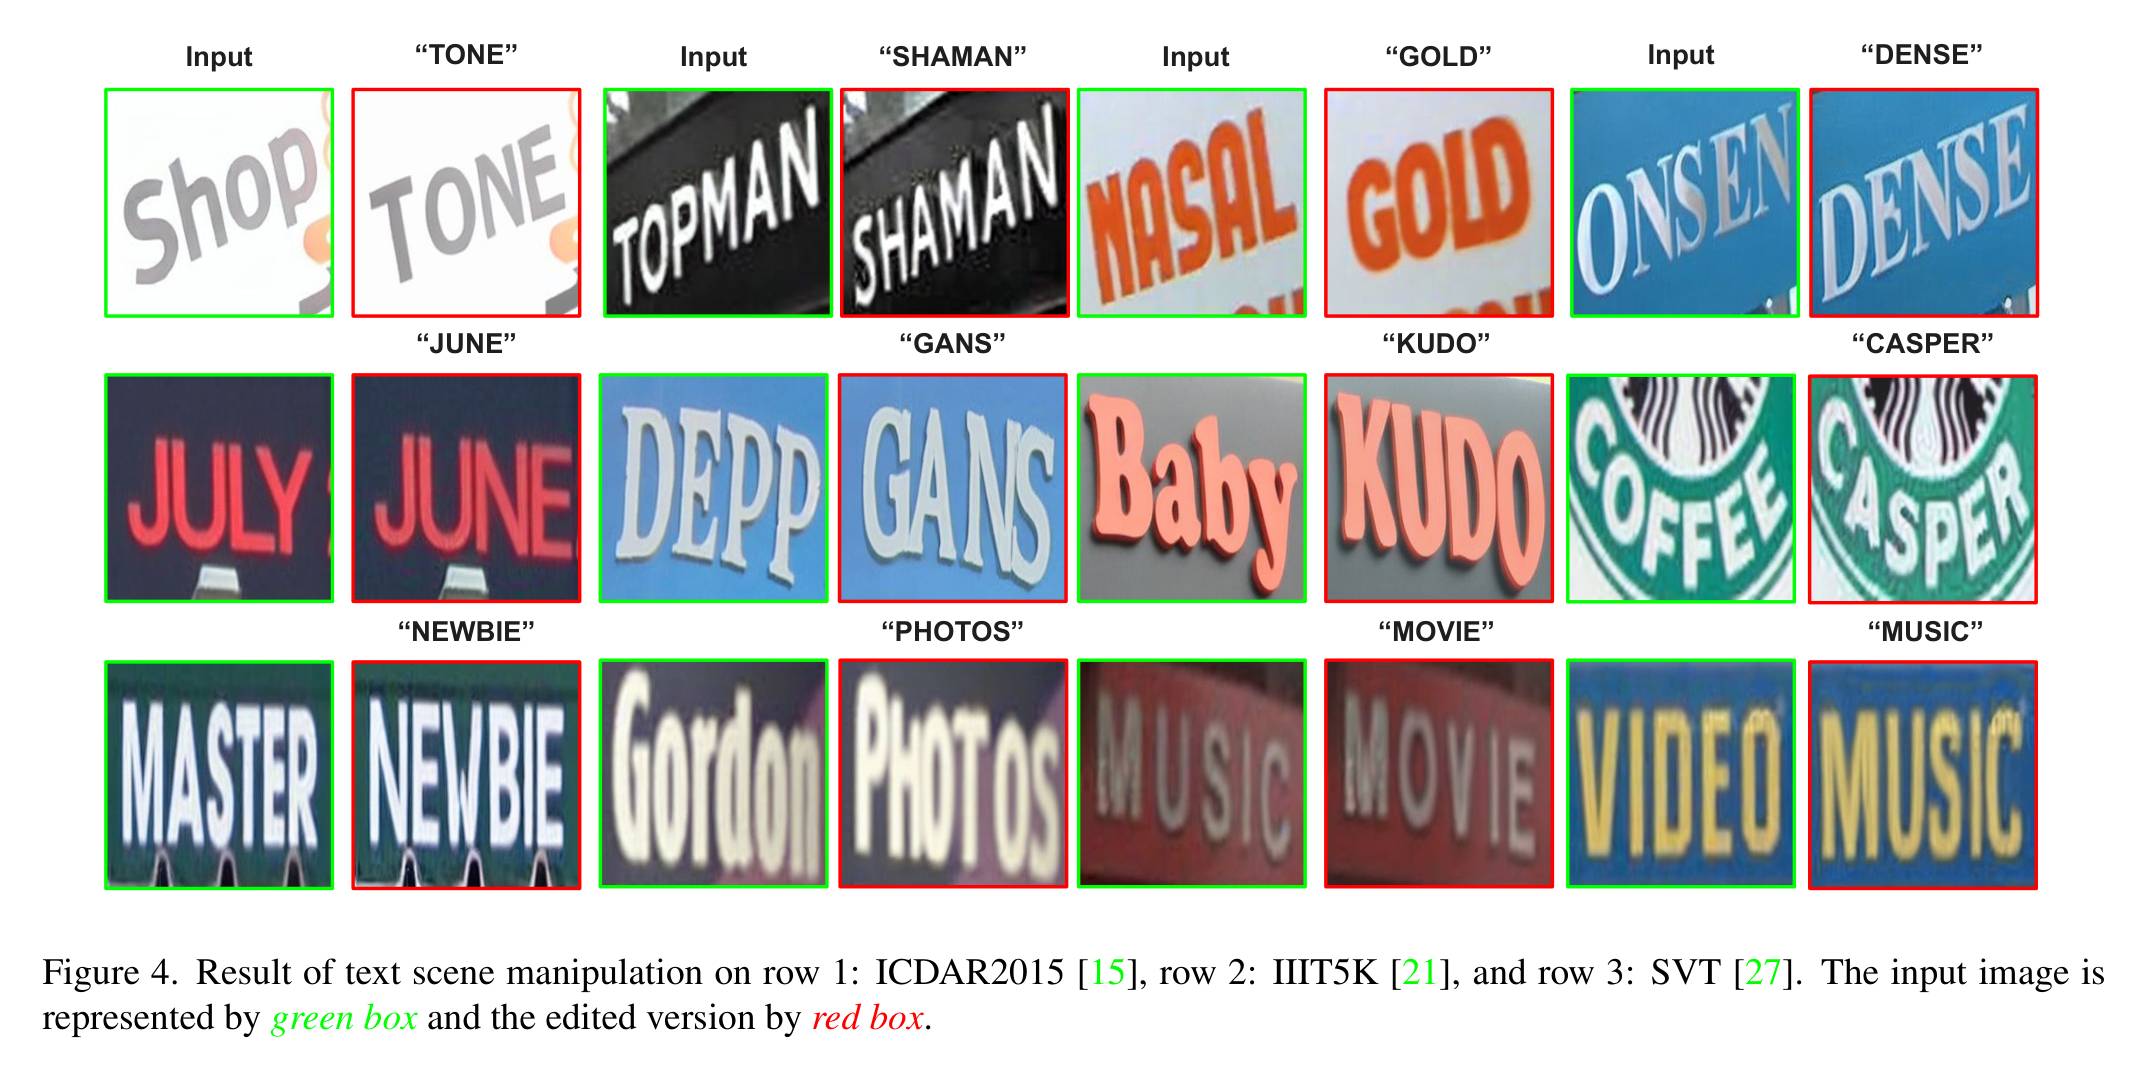 Input “TONE” Input “SHAMAN” Input “GOLD” Input “DENSE”
Shop TONE TOPMAN SHAMAN NASAL GOLD ONSEN DENSE
“JUNE” “GANS” “KUDO” “CASPER”
JULY JUNE DEPP GANS Baby KUDO COFFEE CASPER
“NEWBIE” “PHOTOS” “MOVIE” “MUSIC”
MASTER NEWBIE Gordon PHOTOS MUSIC MOVIE VIDEO MUSIC
Figure 4. Result of text scene manipulation on row 1: ICDAR2015 [15], row 2: IIIT5K [21], and row 3: SVT [27]. The input image is
represented by green box and the edited version by red box.